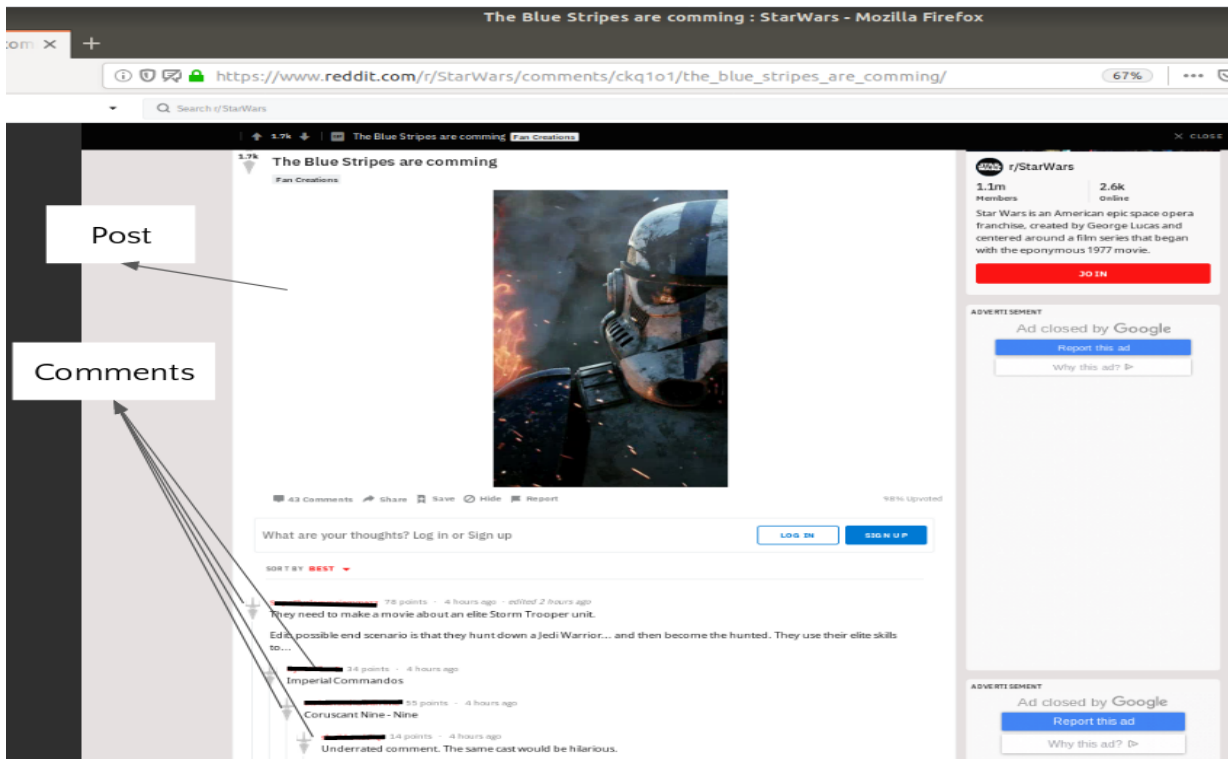 The Blue Stripes are comming : StarWars - Mozilla Firefox
com
https://www.reddit.com/r/StarWars/comments/ckq1o1/the_blue_stripes_are_comming/
67%
Search r/StarWars
1.7k The Blue Stripes are comming Fan Creations
CLOSE
1.7k
The Blue Stripes are comming
Fan Creations
Post
Comments
43 Comments Share Save Hide Report
98% Upvoted
What are your thoughts? Log in or Sign up
LOG IN
SIGN UP
SORT BY BEST
78 points · 4 hours ago · edited 2 hours ago
They need to make a movie about an elite Storm Trooper unit.
Edit: possible end scenario is that they hunt down a Jedi Warrior... and then become the hunted. They use their elite skills
to...
34 points · 4 hours ago
Imperial Commandos
55 points · 4 hours ago
Coruscant Nine - Nine
14 points · 4 hours ago
Underrated comment. The same cast would be hilarious.
r/StarWars
1.1m 2.6k
Members Online
Star Wars is an American epic space opera
franchise, created by George Lucas and
centered around a film series that began
with the eponymous 1977 movie.
JOIN
ADVERTISEMENT
Ad closed by Google
Report this ad
Why this ad?
ADVERTISEMENT
Ad closed by Google
Report this ad
Why this ad?